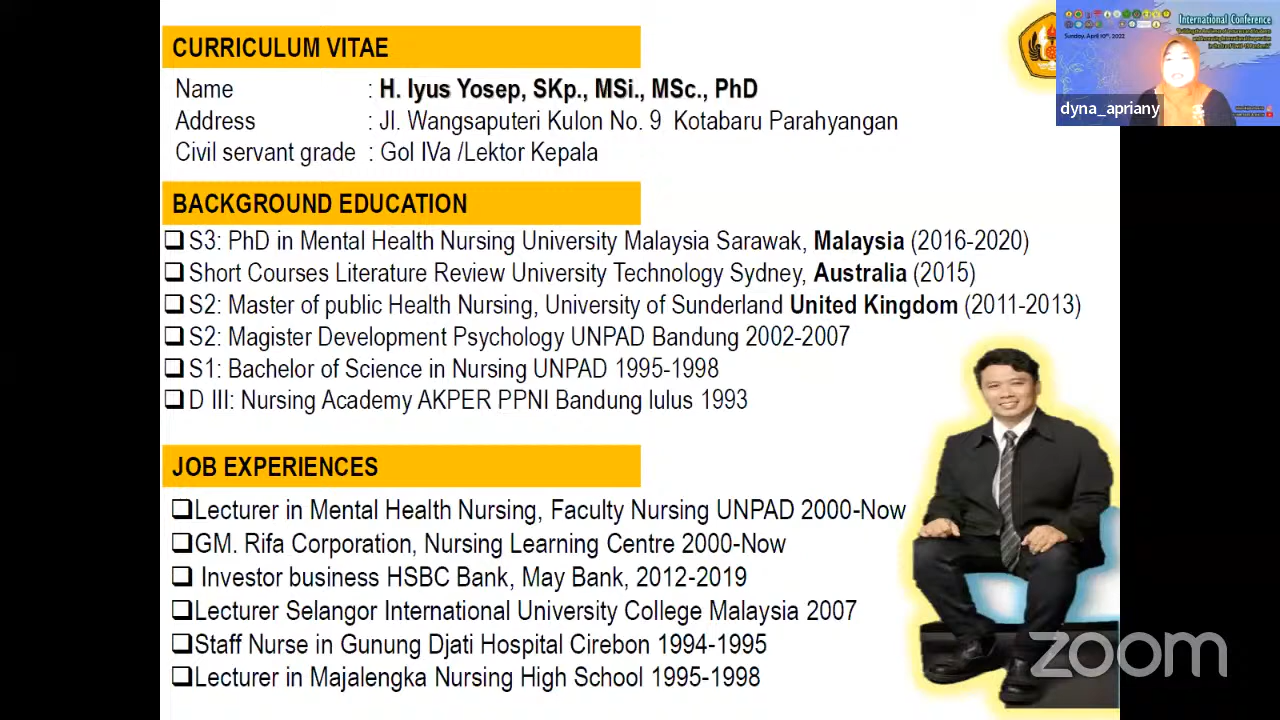 CURRICULUM VITAE
Name : H. Iyus Yosep, SKp., MSi., MSc., PhD
Address : Jl. Wangsaputeri Kulon No. 9 Kotabaru Parahyangan
Civil servant grade : Gol IVa /Lektor Kepala
BACKGROUND EDUCATION
S3: PhD in Mental Health Nursing University Malaysia Sarawak, Malaysia (2016-2020)
Short Courses Literature Review University Technology Sydney, Australia (2015)
S2: Master of public Health Nursing, University of Sunderland United Kingdom (2011-2013)
S2: Magister Development Psychology UNPAD Bandung 2002-2007
S1: Bachelor of Science in Nursing UNPAD 1995-1998
D III: Nursing Academy AKPER PPNI Bandung lulus 1993
JOB EXPERIENCES
Lecturer in Mental Health Nursing, Faculty Nursing UNPAD 2000-Now
GM. Rifa Corporation, Nursing Learning Centre 2000-Now
Investor business HSBC Bank, May Bank, 2012-2019
Lecturer Selangor International University College Malaysia 2007
Staff Nurse in Gunung Djati Hospital Cirebon 1994-1995
Lecturer in Majalengka Nursing High School 1995-1998
International Conference
Sunday, April 10th, 2022
dyna_apriany
zoom